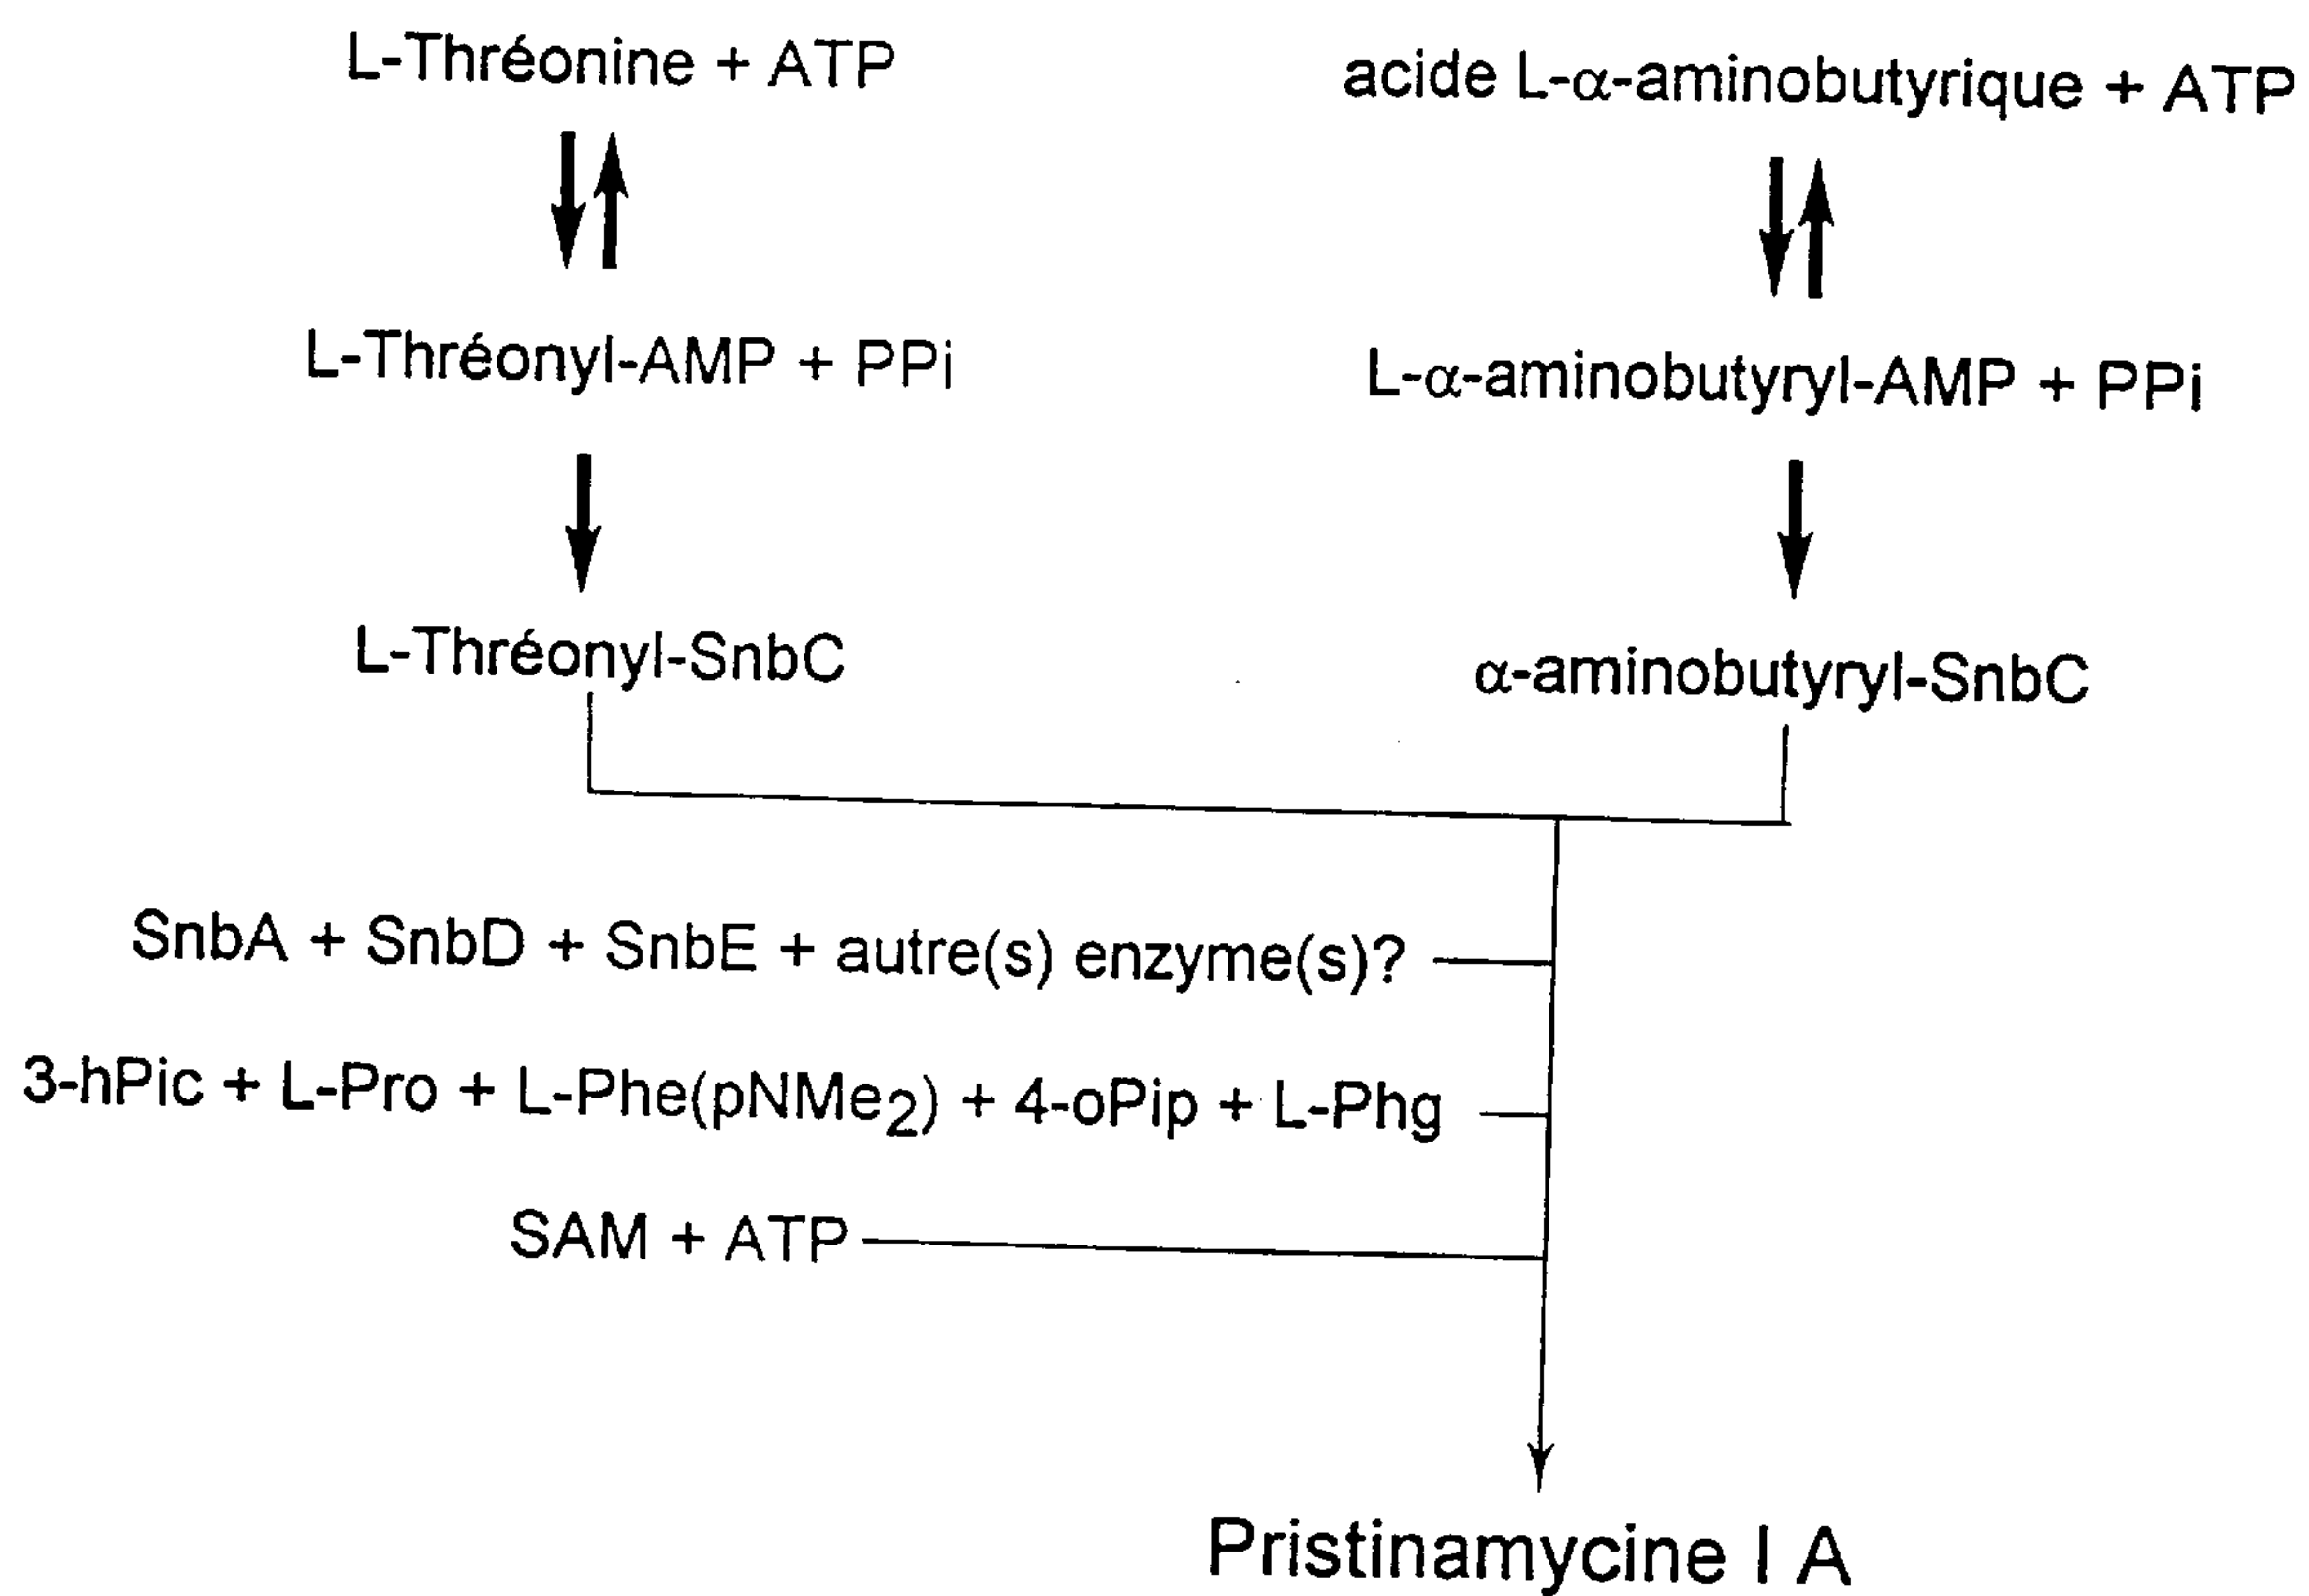 L-Thréonine + ATP
acide L-α-aminobutyrique + ATP
L-Thréonyl-AMP + PPi
L-α-aminobutyryl-AMP + PPi
L-Thréonyl-SnbC
α-aminobutyryl-SnbC
SnbA + SnbD + SnbE + autre(s) enzyme(s)?
3-hPic + L-Pro + L-Phe(pNMe2) + 4-oPip + L-Phg
SAM + ATP
Pristinamycine I A